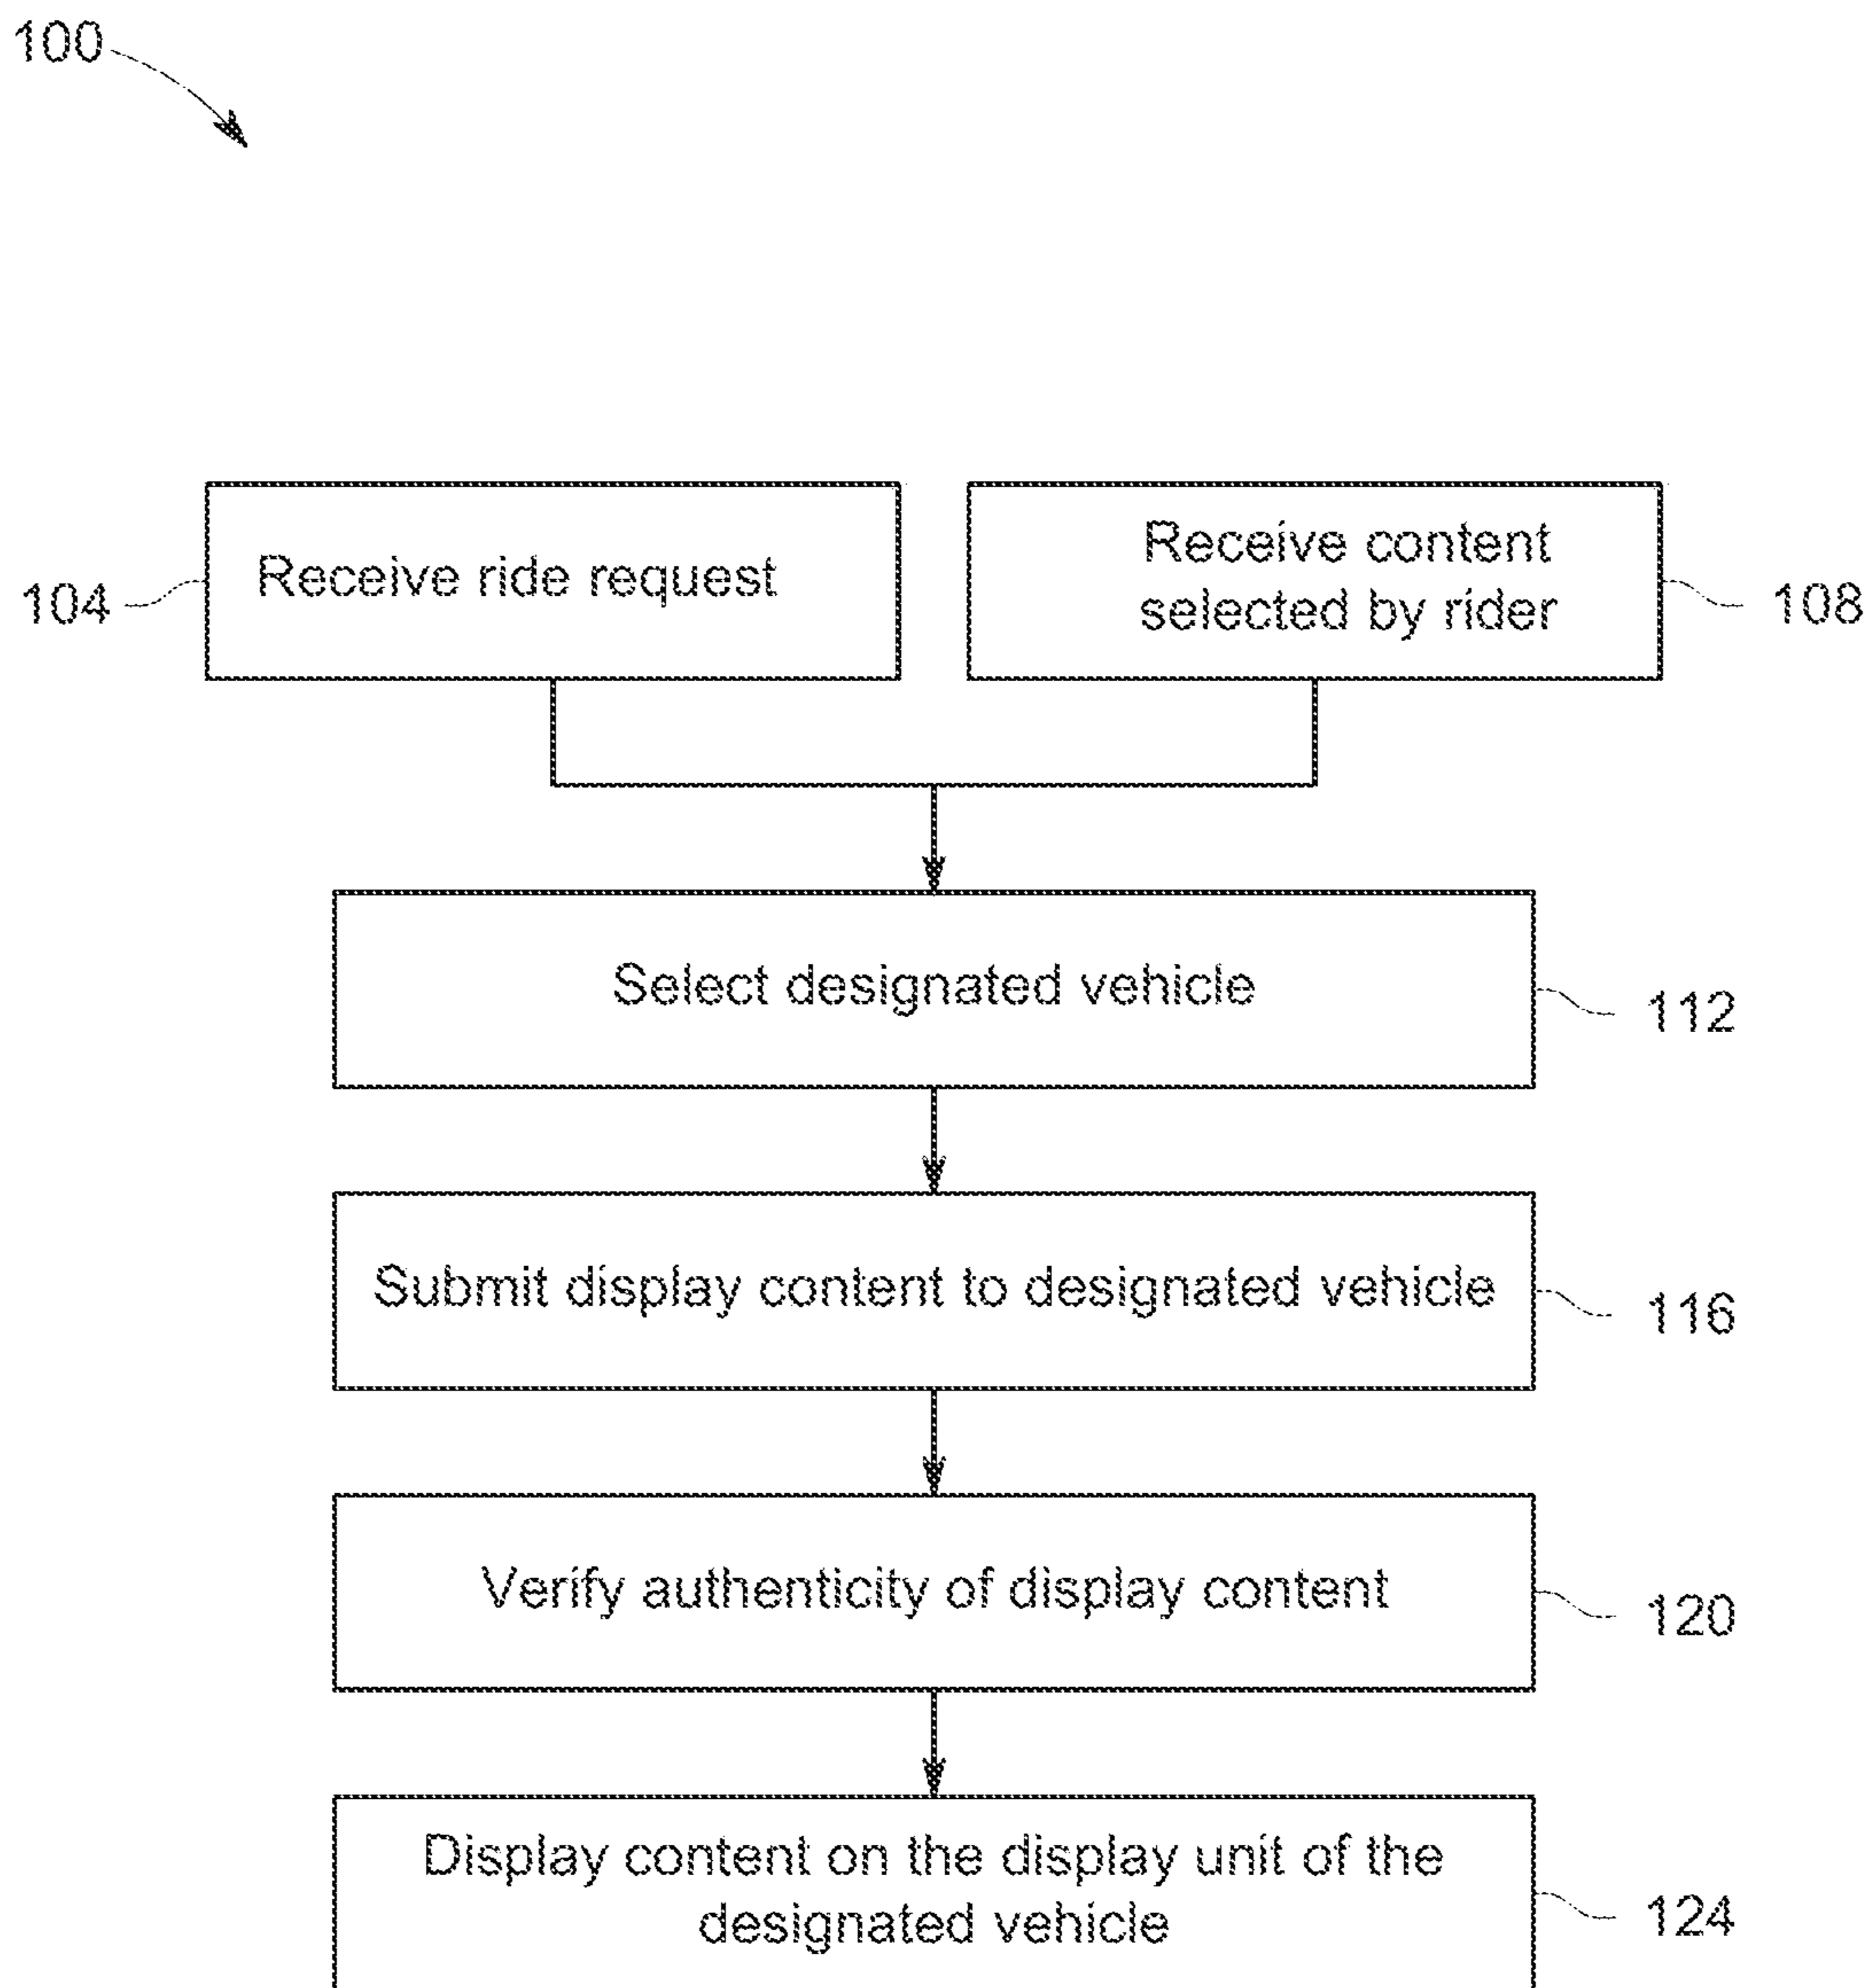 100
Receive ride request
104
Receive content
selected by rider
108
Select designated vehicle
112
Submit display content to designated vehicle
116
Verify authenticity of display content
120
Display content on the display unit of the
designated vehicle
124